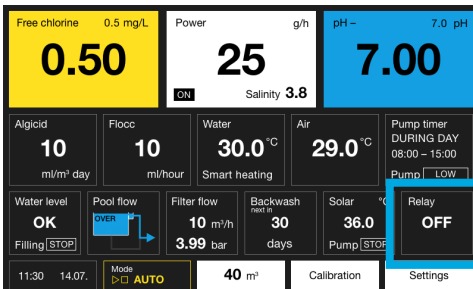 Free chlorine 0.5 mg/L
0.50
Power g/h
25
ON Salinity 3.8
pH – 7.0 pH
7.00
Algicid
10
ml/m³ day
Flocc
10
ml/hour
Water
30.0 °C
Smart heating
Air
29.0 °C
Pump timer
DURING DAY
08:00 – 15:00
Pump LOW
Water level
OK
Filling STOP
Pool flow
OVER
Filter flow
10 m³/h
3.99 bar
Backwash
next in
30
days
Solar °C
36.0
Pump STOP
Relay
OFF
11:30 14.07.
Mode
AUTO
40 m³
Calibration
Settings